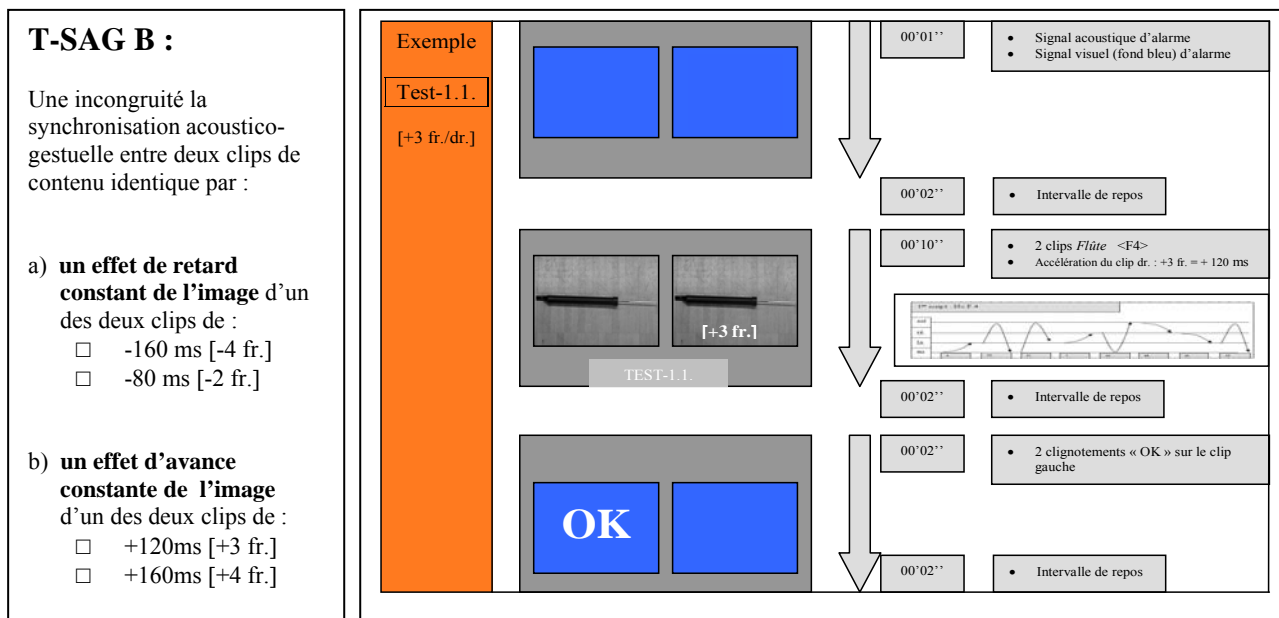 T-SAG B :
Une incongruité la
synchronisation acoustico-
gestuelle entre deux clips de
contenu identique par :
a) un effet de retard
constant de l’image d’un
des deux clips de :
□ -160 ms [-4 fr.]
□ -80 ms [-2 fr.]
b) un effet d’avance
constante de l’image
d’un des deux clips de :
□ +120ms [+3 fr.]
□ +160ms [+4 fr.]
Exemple
Test-1.1.
[+3 fr./dr.]
00’01’’
• Signal acoustique d’alarme
• Signal visuel (fond bleu) d’alarme
00’02’’
• Intervalle de repos
[+3 fr.]
TEST-1.1.
00’10’’
• 2 clips Flûte <F4>
• Accélération du clip dr. : +3 fr. = + 120 ms
00’02’’
• Intervalle de repos
OK
00’02’’
• 2 clignotements « OK » sur le clip
gauche
00’02’’
• Intervalle de repos